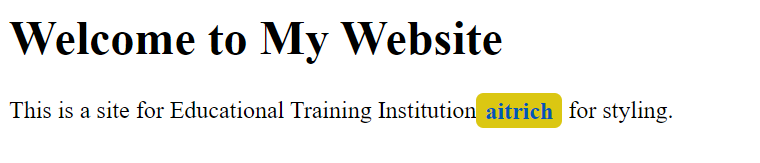 Welcome to My Website
This is a site for Educational Training Institution aitrich for styling.